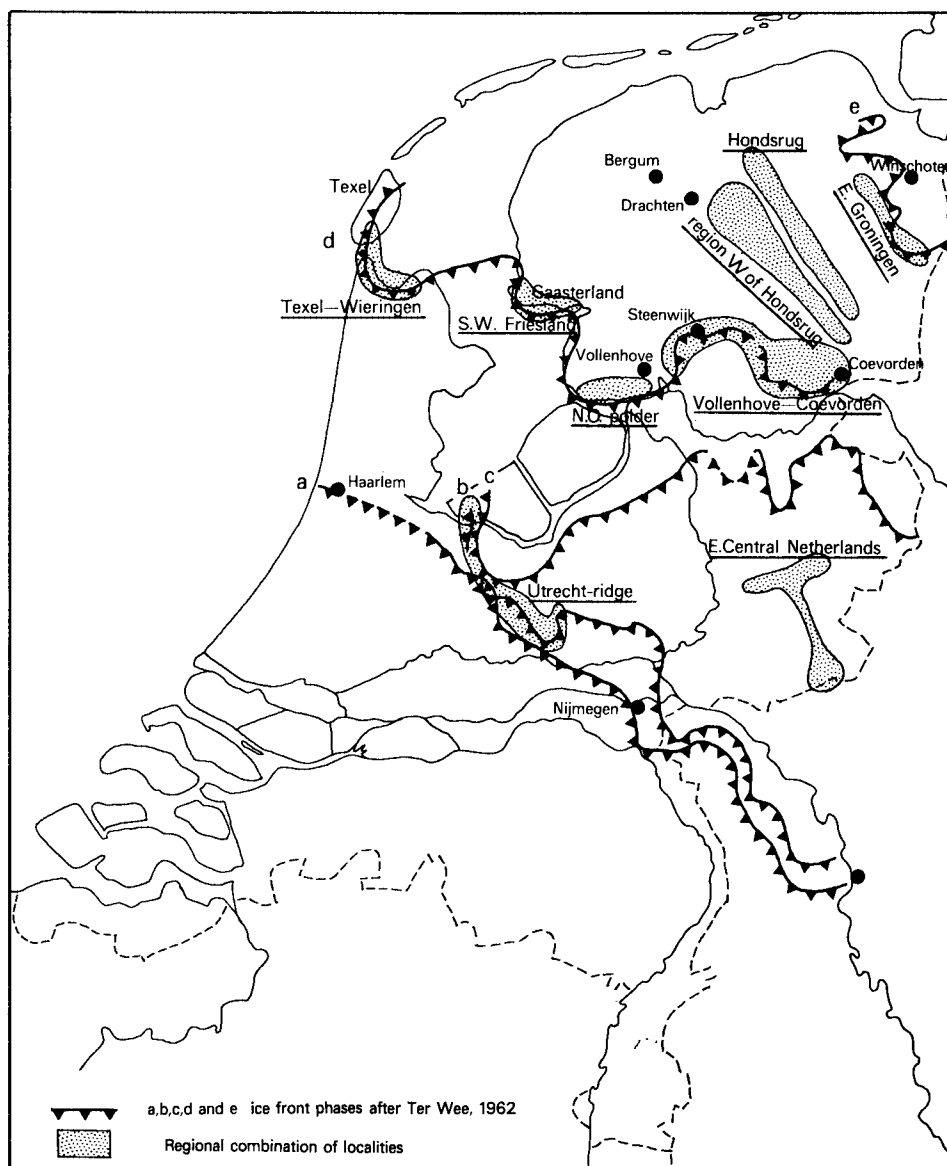 e
Hondsrug
Bergum
Winschoten
Texel
Drachten
E. Groningen
d
region W of Hondsrug
Gaasterland
Texel–Wieringen
Steenwijk
S.W. Friesland
Vollenhove
Coevorden
N.O. polder
Vollenhove–Coevorden
a
Haarlem
b
c
E.Central Netherlands
Utrecht-ridge
Nijmegen
a,b,c,d and e ice front phases after Ter Wee, 1962
Regional combination of localities